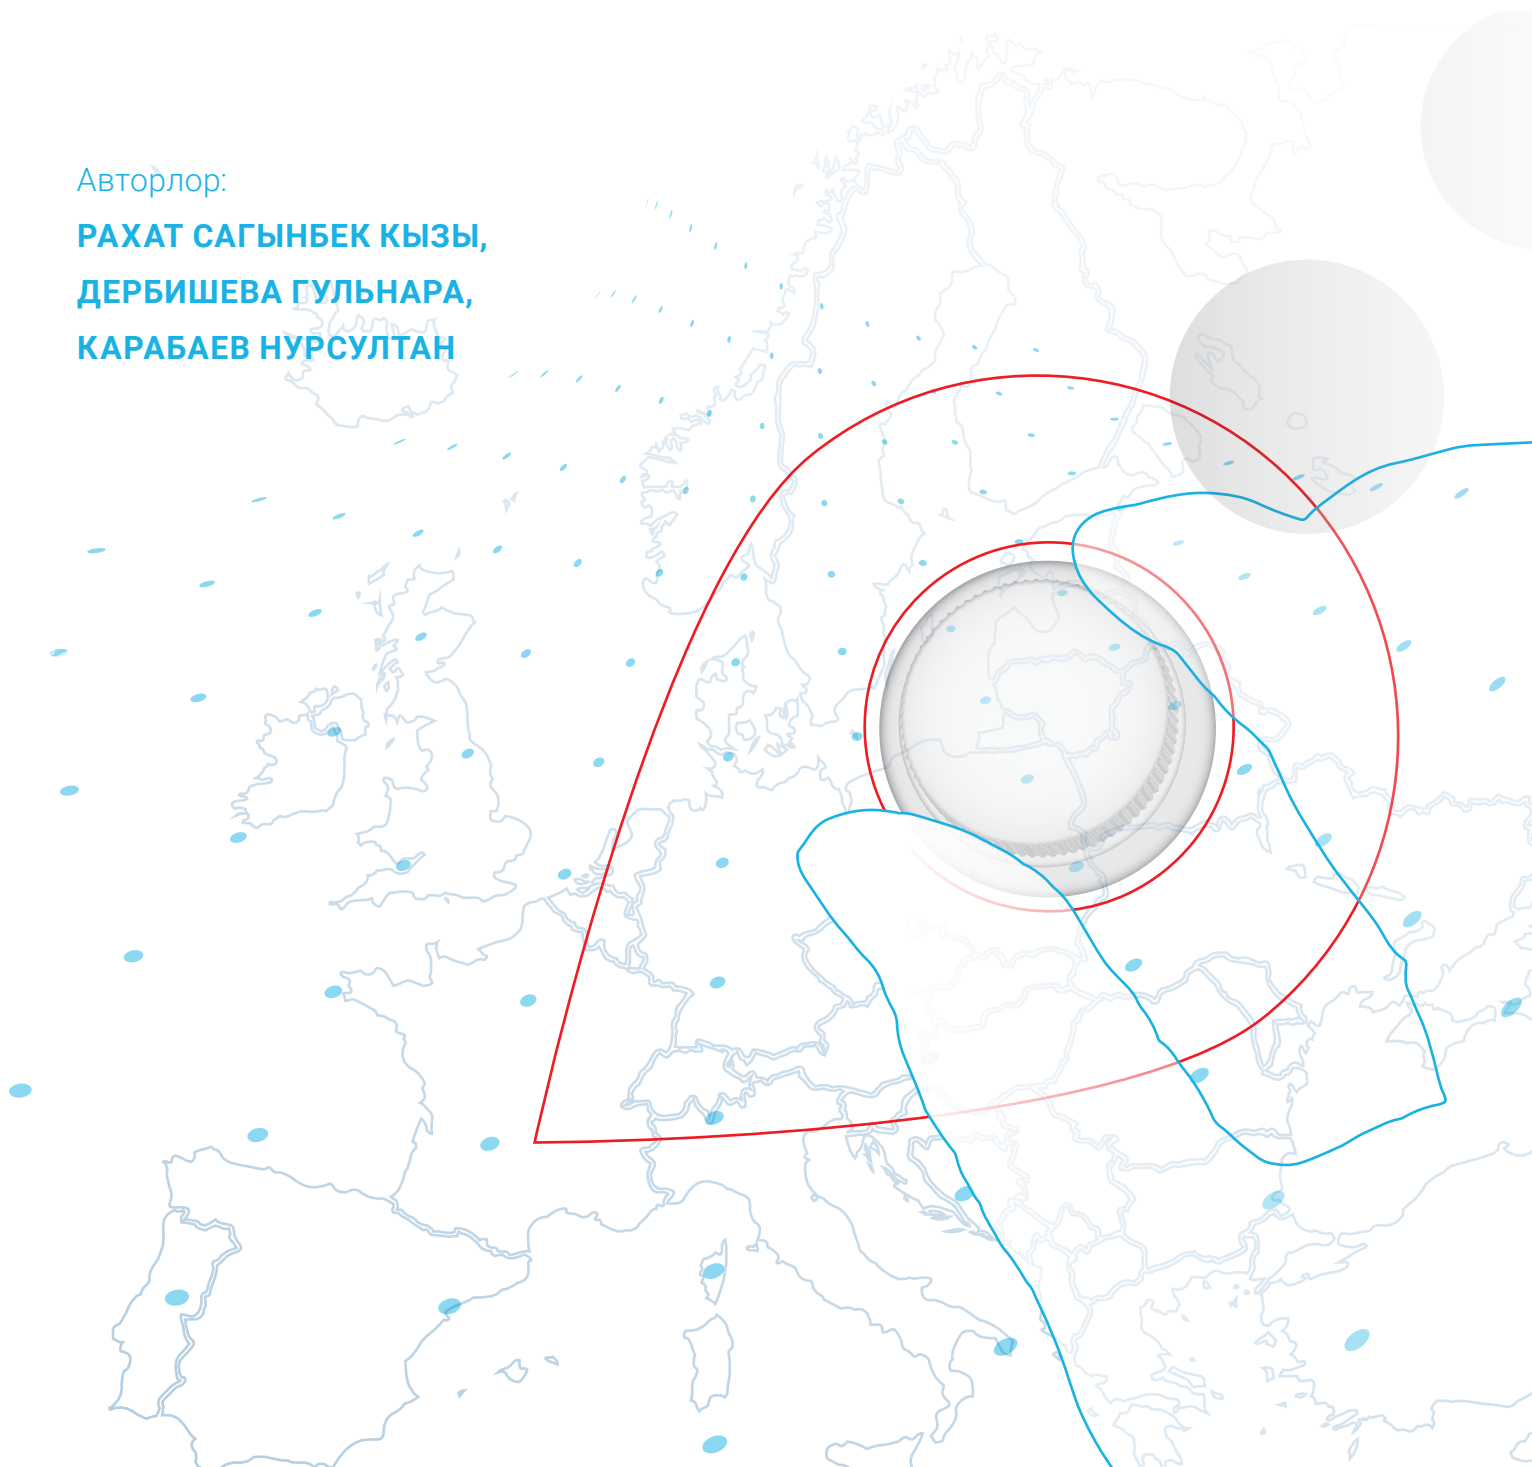 Авторлор:
РАХАТ САГЫНБЕК КЫЗЫ,
ДЕРБИШЕВА ГУЛЬНАРА,
КАРАБАЕВ НУРСУЛТАН